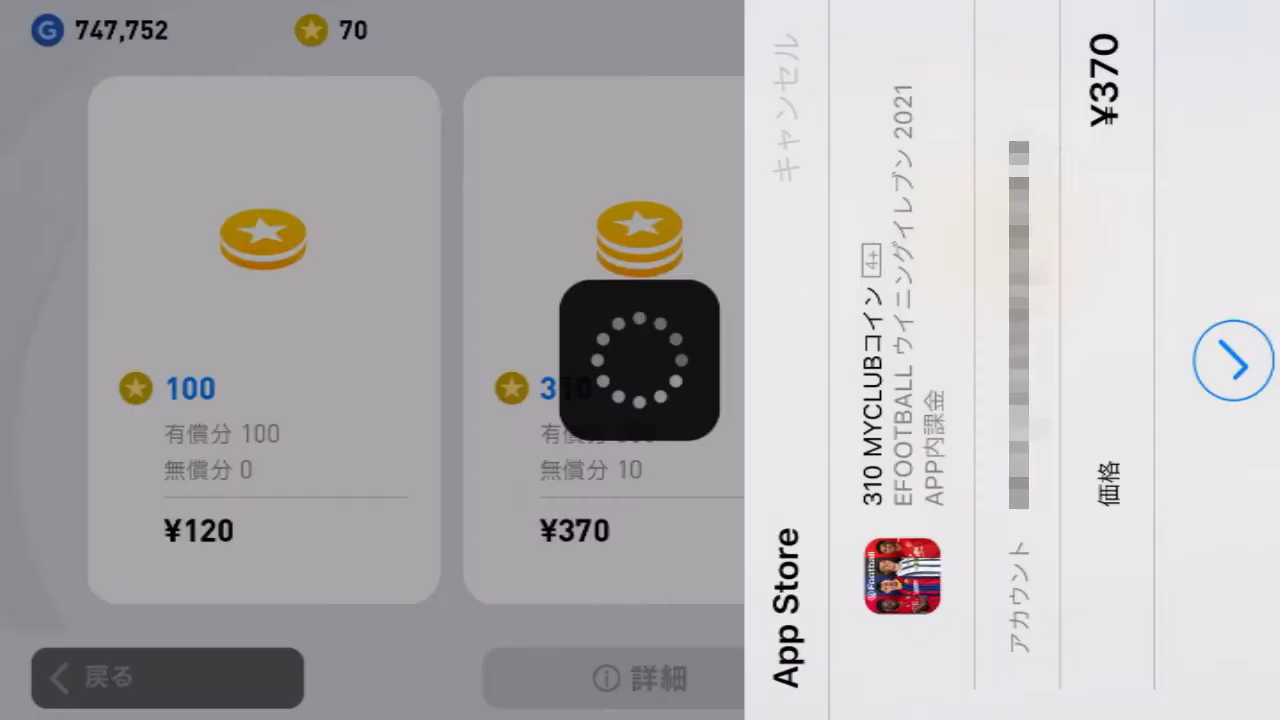 747,752
70
100
有償分 100
無償分 0
¥120
310
無償分 10
¥370
戻る
詳細
App Store
キャンセル
310 MYCLUBコイン 4+
EFOOTBALL ウイニングイレブン 2021
APP内課金
アカウント
価格
¥370